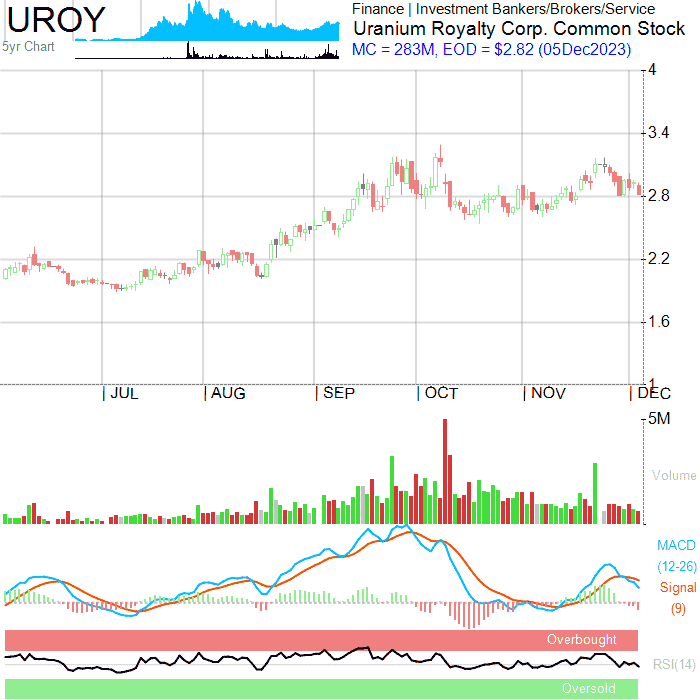 UROY
5yr Chart
Finance | Investment Bankers/Brokers/Service
Uranium Royalty Corp. Common Stock
MC = 283M, EOD = $2.82 (05Dec2023)
4
3.4
2.8
2.2
1.6
1
| JUL | AUG | SEP | OCT | NOV | DEC
5M
Volume
MACD
(12-26)
Signal
(9)
Overbought
RSI(14)
Oversold